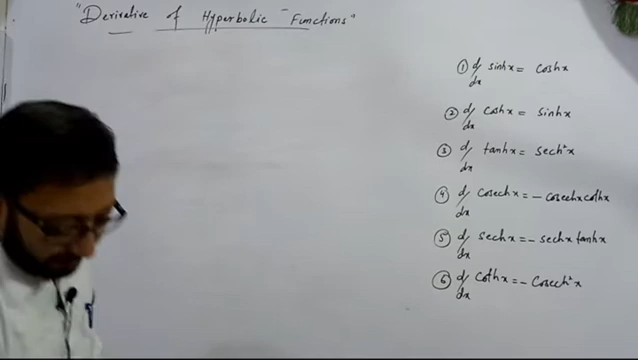 "Derivative of Hyperbolic Functions"
① d/dx sinhx = coshx
② d/dx coshx = sinhx
③ d/dx tanhx = sech²x
④ d/dx cosechx = - cosechx cothx
⑤ d/dx sechx = - sechx tanhx
⑥ d/dx cothx = - cosech²x